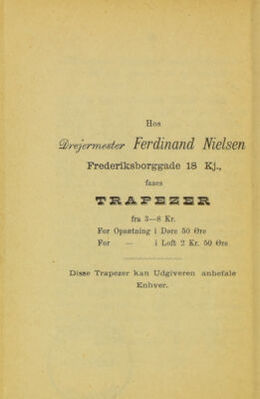 Hos
Drejermester Ferdinand Nielsen
Frederiksborggade 18 Kj.,
faaes
TRAPEZER
fra 3—8 Kr.
For Opsætning i Døre 50 Øre
For — i Loft 2 Kr. 50 Øre
Disse Trapezer kan Udgiveren anbefale
Enhver.